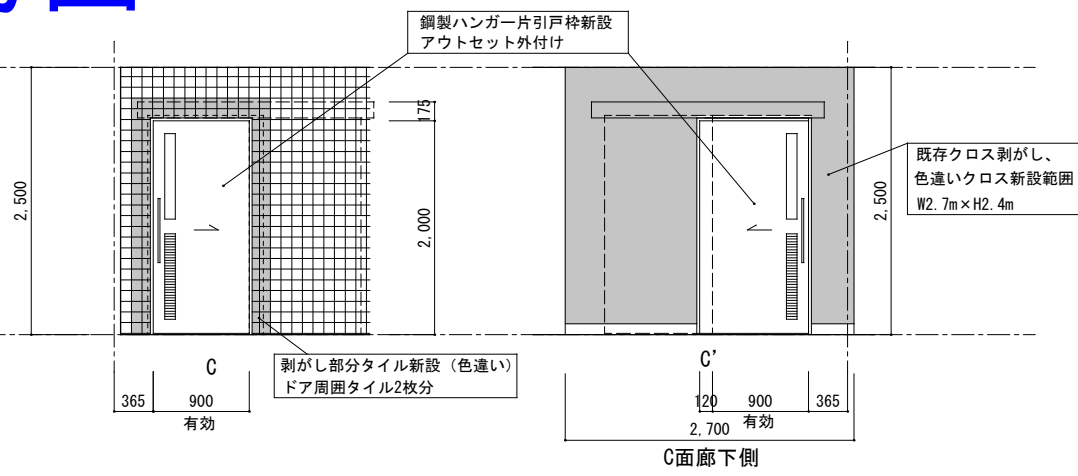 鋼製ハンガー片引戸枠新設
アウトセット外付け
175
2,500
2,000
2,500
既存クロス剥がし、
色違いクロス新設範囲
W2.7m×H2.4m
剥がし部分タイル新設（色違い）
ドア周囲タイル2枚分
C
365
900
有効
C'
120
900
365
有効
2,700
C面廊下側